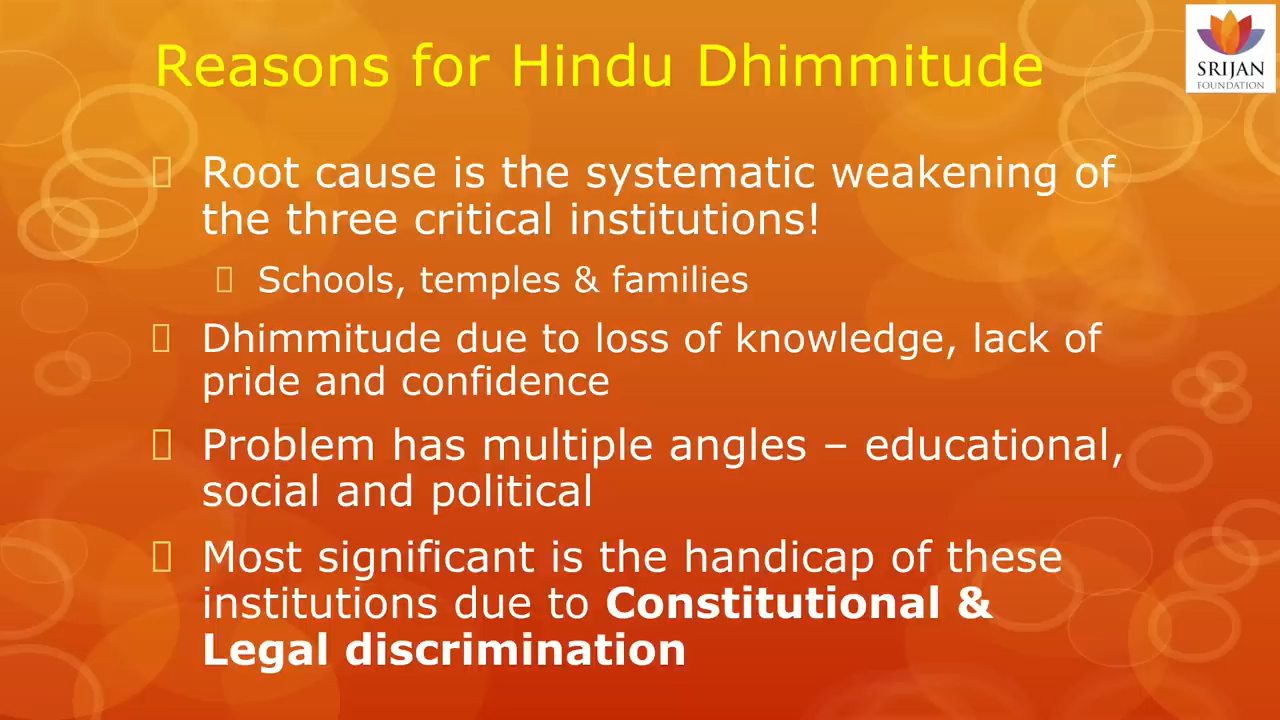 Reasons for Hindu Dhimmitude
SRIJAN
FOUNDATION
Root cause is the systematic weakening of
the three critical institutions!
Schools, temples & families
Dhimmitude due to loss of knowledge, lack of
pride and confidence
Problem has multiple angles – educational,
social and political
Most significant is the handicap of these
institutions due to Constitutional &
Legal discrimination